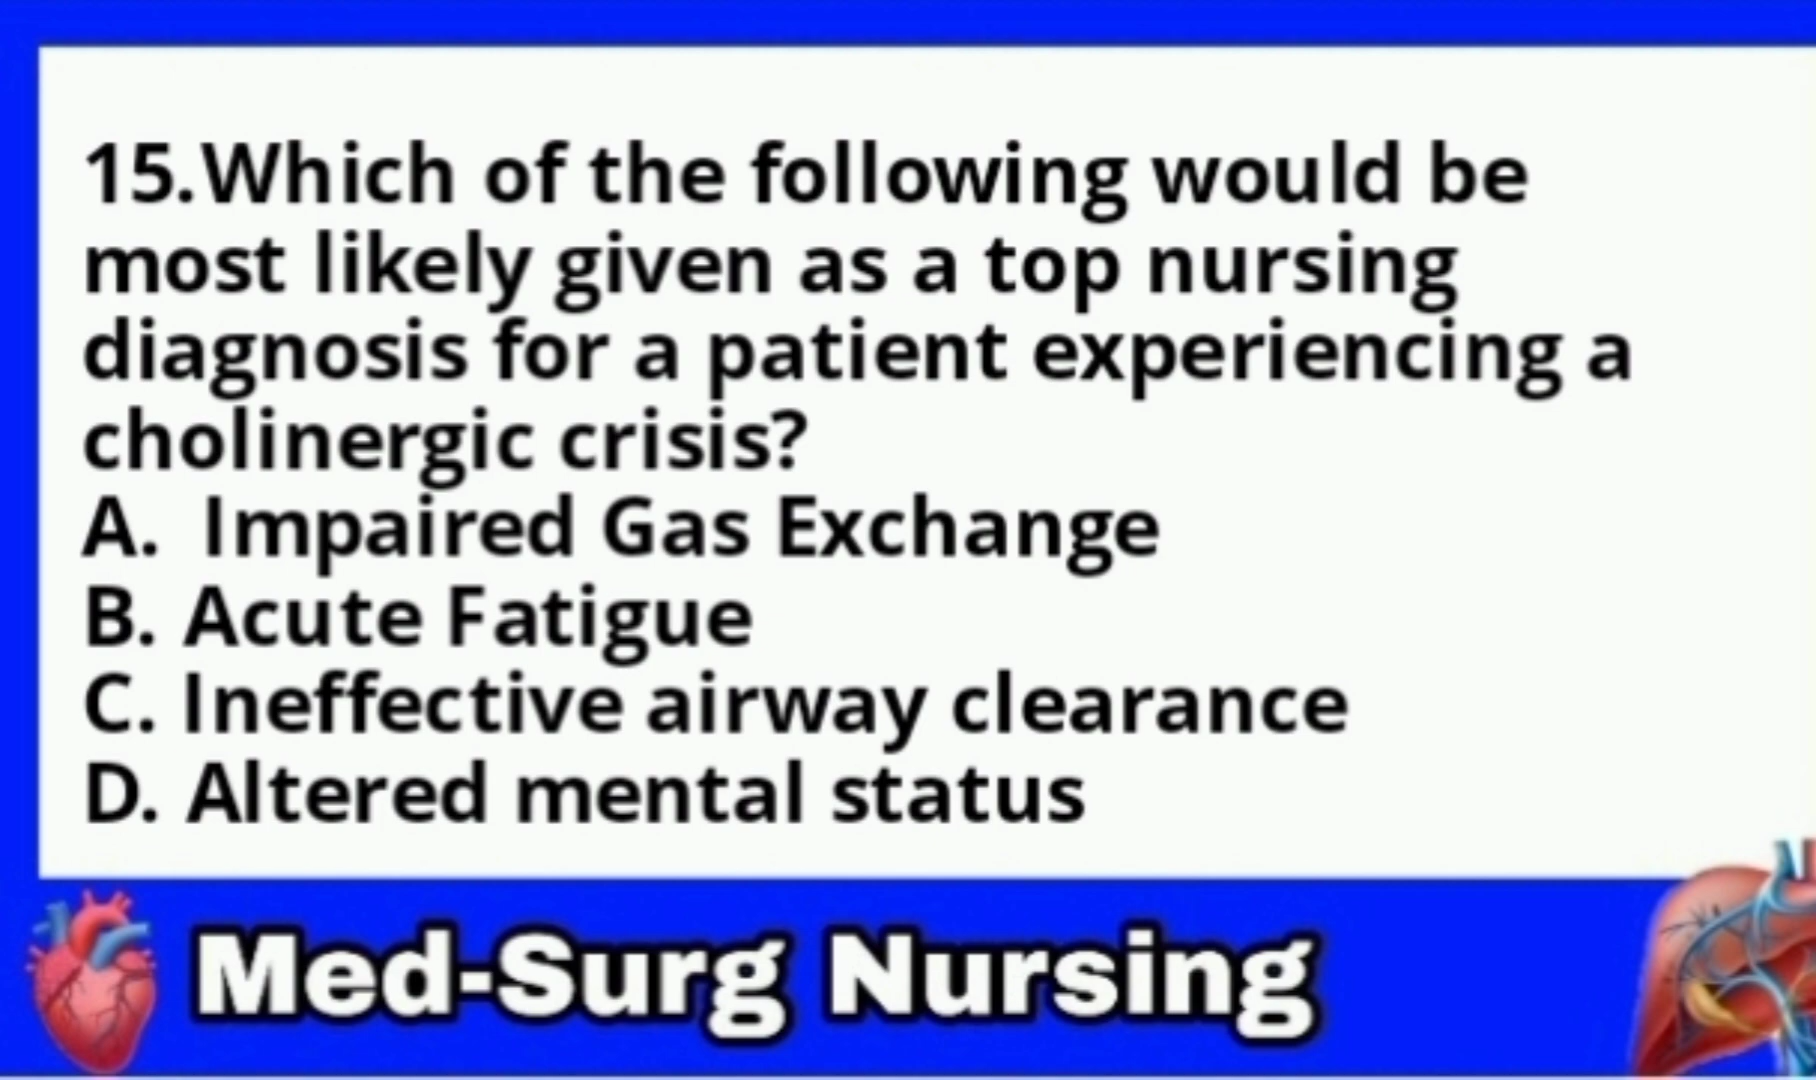 15.Which of the following would be
most likely given as a top nursing
diagnosis for a patient experiencing a
cholinergic crisis?
A. Impaired Gas Exchange
B. Acute Fatigue
C. Ineffective airway clearance
D. Altered mental status
Med-Surg Nursing